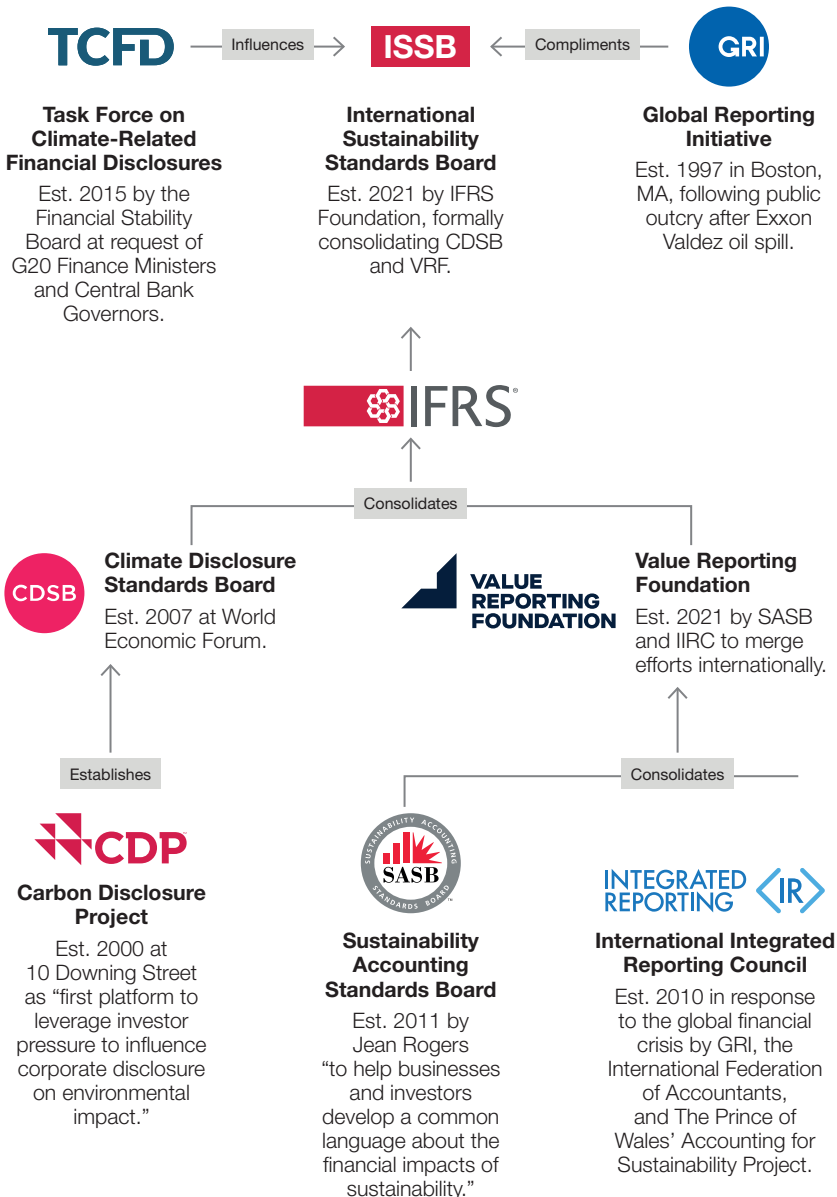 TCFD
Influences
ISSB
Compliments
GRI
Task Force on
Climate-Related
Financial Disclosures
Est. 2015 by the
Financial Stability
Board at request of
G20 Finance Ministers
and Central Bank
Governors.
International
Sustainability
Standards Board
Est. 2021 by IFRS
Foundation, formally
consolidating CDSB
and VRF.
Global Reporting
Initiative
Est. 1997 in Boston,
MA, following public
outcry after Exxon
Valdez oil spill.
IFRS®
Consolidates
CDSB
Climate Disclosure
Standards Board
Est. 2007 at World
Economic Forum.
VALUE
REPORTING
FOUNDATION
Value Reporting
Foundation
Est. 2021 by SASB
and IIRC to merge
efforts internationally.
Establishes
Consolidates
CDP
Carbon Disclosure
Project
Est. 2000 at
10 Downing Street
as “first platform to
leverage investor
pressure to influence
corporate disclosure
on environmental
impact.”
SUSTAINABILITY ACCOUNTING
SASB
STANDARDS BOARD
™
Sustainability
Accounting
Standards Board
Est. 2011 by
Jean Rogers
“to help businesses
and investors
develop a common
language about the
financial impacts of
sustainability.”
INTEGRATED
REPORTING
<IR>
International Integrated
Reporting Council
Est. 2010 in response
to the global financial
crisis by GRI, the
International Federation
of Accountants,
and The Prince of
Wales’ Accounting for
Sustainability Project.